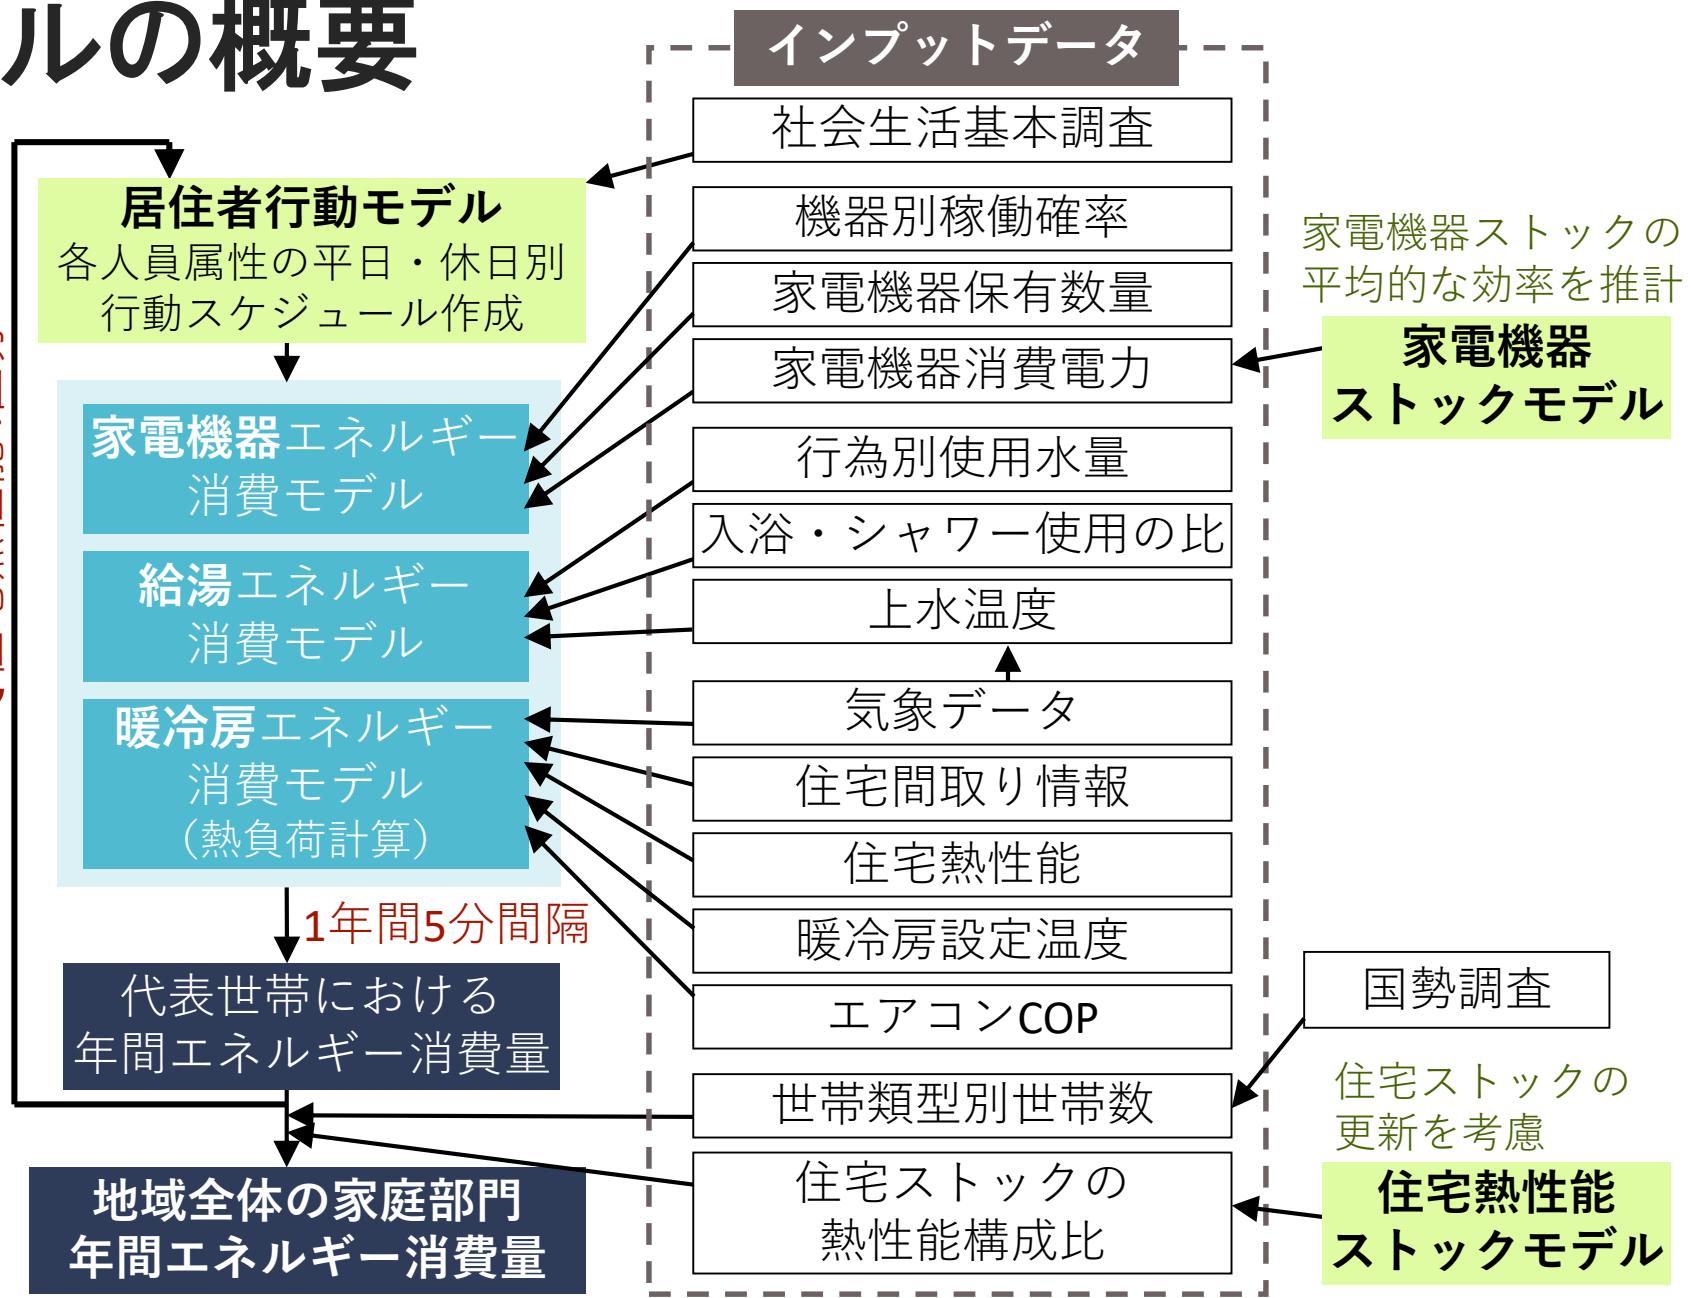 ルの概要
インプットデータ
社会生活基本調査
機器別稼働確率
家電機器保有数量
家電機器消費電力
行為別使用水量
入浴・シャワー使用の比
上水温度
気象データ
住宅間取り情報
住宅熱性能
暖冷房設定温度
エアコンCOP
世帯類型別世帯数
住宅ストックの
熱性能構成比
居住者行動モデル
各人員属性の平日・休日別
行動スケジュール作成
家電機器エネルギー
消費モデル
給湯エネルギー
消費モデル
暖冷房エネルギー
消費モデル
（熱負荷計算）
1年間5分間隔
代表世帯における
年間エネルギー消費量
地域全体の家庭部門
年間エネルギー消費量
家電機器ストックの
平均的な効率を推計
家電機器
ストックモデル
国勢調査
住宅ストックの
更新を考慮
住宅熱性能
ストックモデル